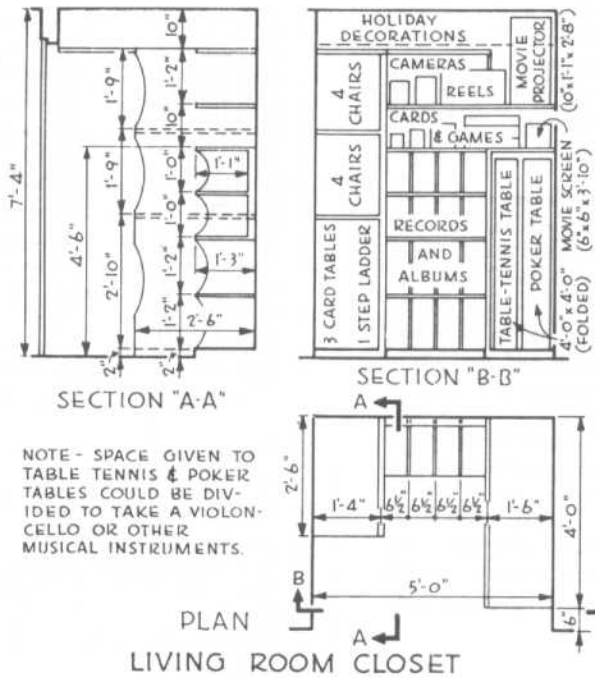 10"
1'-9"
1'-2"
10"
1'-9"
1'-0"
1'-1"
1'-0"
7'-4"
4'-6"
2'-10"
1'-2"
1'-3"
2'-6"
1'-2"
2"
2"
SECTION "A-A"
HOLIDAY
DECORATIONS
4
CHAIRS
CAMERAS
REELS
MOVIE
PROJECTOR
(10"x1'-1"x2'-8")
CARDS
& GAMES
4
CHAIRS
RECORDS
AND
ALBUMS
3 CARD TABLES
1 STEP LADDER
TABLE-TENNIS TABLE
POKER TABLE
MOVIE SCREEN
(6"x6"x3'-10")
4'-0"x4'-0"
(FOLDED)
SECTION "B-B"
NOTE - SPACE GIVEN TO
TABLE TENNIS & POKER
TABLES COULD BE DIV-
IDED TO TAKE A VIOLON-
CELLO OR OTHER
MUSICAL INSTRUMENTS.
A
2'-6"
1'-4"
6½"
6½"
6½"
6½"
1'-6"
4'-0"
5'-0"
B
6"
A
PLAN
LIVING ROOM CLOSET